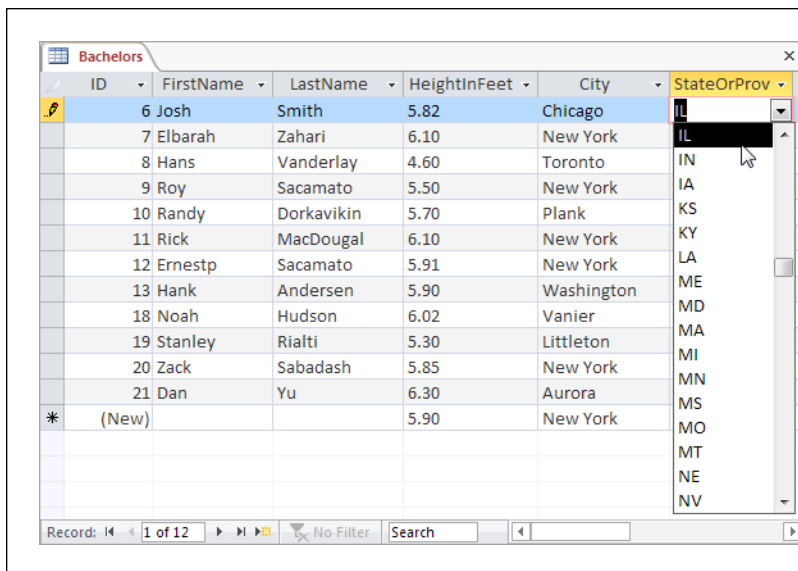 Bachelors
ID FirstName LastName HeightInFeet City StateOrProv
6 Josh Smith 5.82 Chicago IL
7 Elbarah Zahari 6.10 New York IL
8 Hans Vanderlay 4.60 Toronto IN
9 Roy Sacamato 5.50 New York IA
10 Randy Dorkavikin 5.70 Plank KS
11 Rick MacDougal 6.10 New York KY
12 Ernestp Sacamato 5.91 New York LA
13 Hank Andersen 5.90 Washington ME
18 Noah Hudson 6.02 Vanier MD
19 Stanley Rialti 5.30 Littleton MA
20 Zack Sabadash 5.85 MI
21 Dan Yu 6.30 Aurora MN
(New) 5.90 New York MS
MO
MT
NE
NV
Record: 1 of 12 No Filter Search